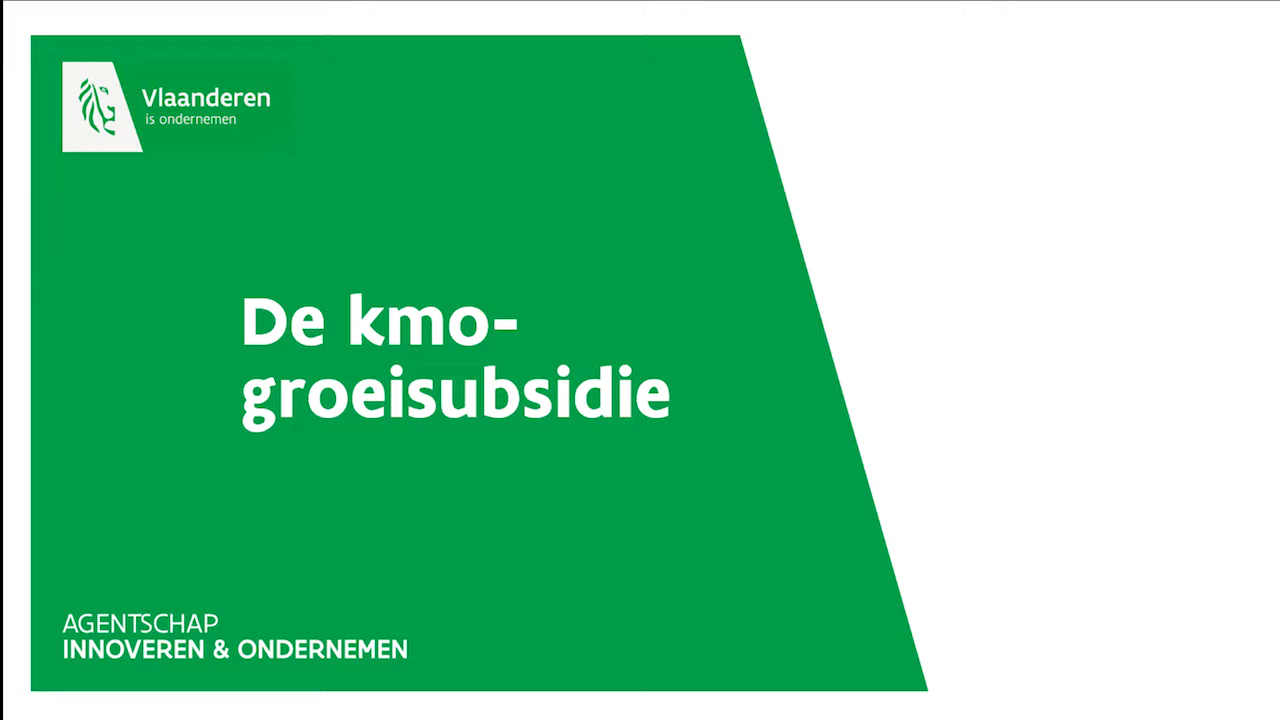 Vlaanderen
is ondernemen
De kmo-
groeisubsidie
AGENTSCHAP
INNOVEREN & ONDERNEMEN